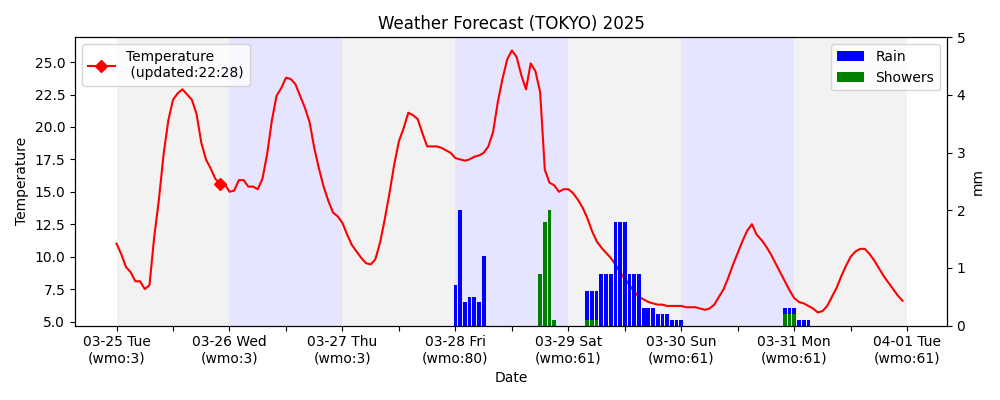 Weather Forecast (TOKYO) 2025
Temperature
(updated:22:28)
Rain
Showers
25.0
22.5
20.0
17.5
15.0
12.5
10.0
7.5
5.0
Temperature
5
4
3
2
1
0
mm
03-25 Tue
(wmo:3)
03-26 Wed
(wmo:3)
03-27 Thu
(wmo:3)
03-28 Fri
(wmo:80)
03-29 Sat
(wmo:61)
03-30 Sun
(wmo:61)
03-31 Mon
(wmo:61)
04-01 Tue
(wmo:61)
Date